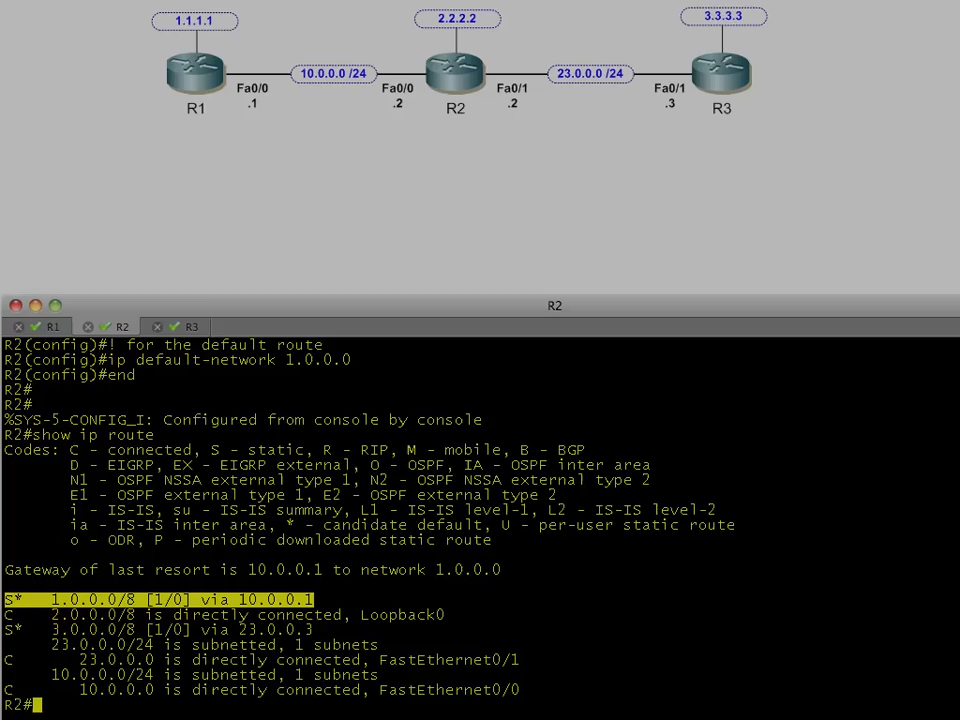 1.1.1.1
2.2.2.2
3.3.3.3
10.0.0.0 /24
23.0.0.0 /24
Fa0/0
Fa0/0
Fa0/1
Fa0/1
.1
.2
.2
.3
R1
R2
R3
R2
R1
R2
R3
R2(config)#! for the default route
R2(config)#ip default-network 1.0.0.0
R2(config)#end
R2#
R2#
%SYS-5-CONFIG_I: Configured from console by console
R2#show ip route
Codes: C - connected, S - static, R - RIP, M - mobile, B - BGP
D - EIGRP, EX - EIGRP external, O - OSPF, IA - OSPF inter area
N1 - OSPF NSSA external type 1, N2 - OSPF NSSA external type 2
E1 - OSPF external type 1, E2 - OSPF external type 2
i - IS-IS, su - IS-IS summary, L1 - IS-IS level-1, L2 - IS-IS level-2
ia - IS-IS inter area, * - candidate default, U - per-user static route
o - ODR, P - periodic downloaded static route
Gateway of last resort is 10.0.0.1 to network 1.0.0.0
S* 1.0.0.0/8 [1/0] via 10.0.0.1
C 2.0.0.0/8 is directly connected, Loopback0
S* 3.0.0.0/8 [1/0] via 23.0.0.3
23.0.0.0/24 is subnetted, 1 subnets
C 23.0.0.0 is directly connected, FastEthernet0/1
10.0.0.0/24 is subnetted, 1 subnets
C 10.0.0.0 is directly connected, FastEthernet0/0
R2#